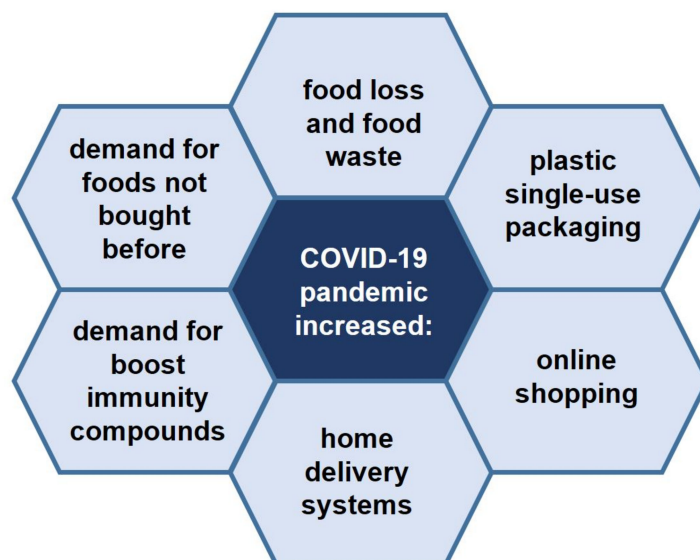 food loss
and food
waste
demand for
foods not
bought
before
plastic
single-use
packaging
COVID-19
pandemic
increased:
demand for
boost
immunity
compounds
online
shopping
home
delivery
systems